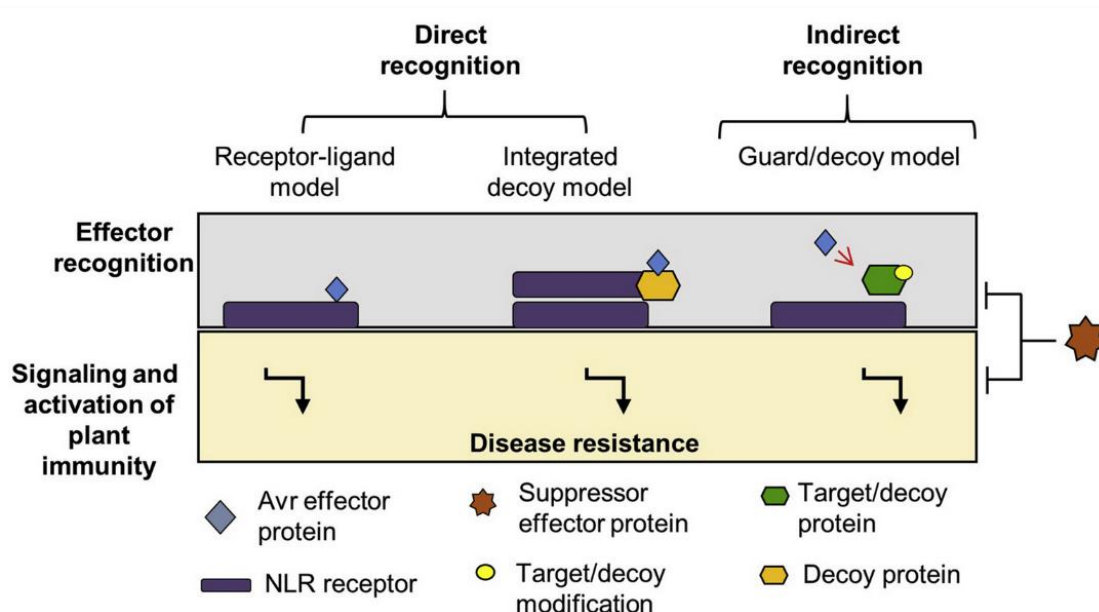 Direct
recognition
Indirect
recognition
Receptor-ligand
model
Integrated
decoy model
Guard/decoy model
Effector
recognition
Signaling and
activation of
plant
immunity
Disease resistance
Avr effector
protein
Suppressor
effector protein
Target/decoy
protein
NLR receptor
Target/decoy
modification
Decoy protein